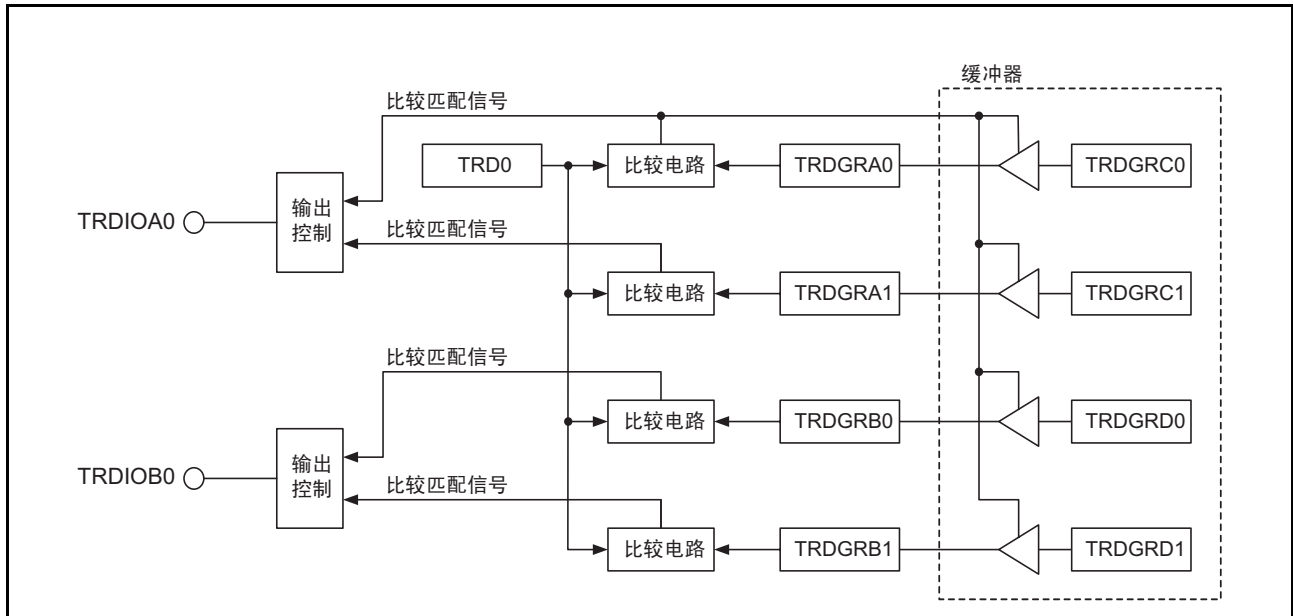 缓冲器
比较匹配信号
TRD0
比较电路
TRDGRA0
TRDGRC0
TRDIOA0
输出
控制
比较匹配信号
比较电路
TRDGRA1
TRDGRC1
比较匹配信号
比较电路
TRDGRB0
TRDGRD0
TRDIOB0
输出
控制
比较匹配信号
比较电路
TRDGRB1
TRDGRD1